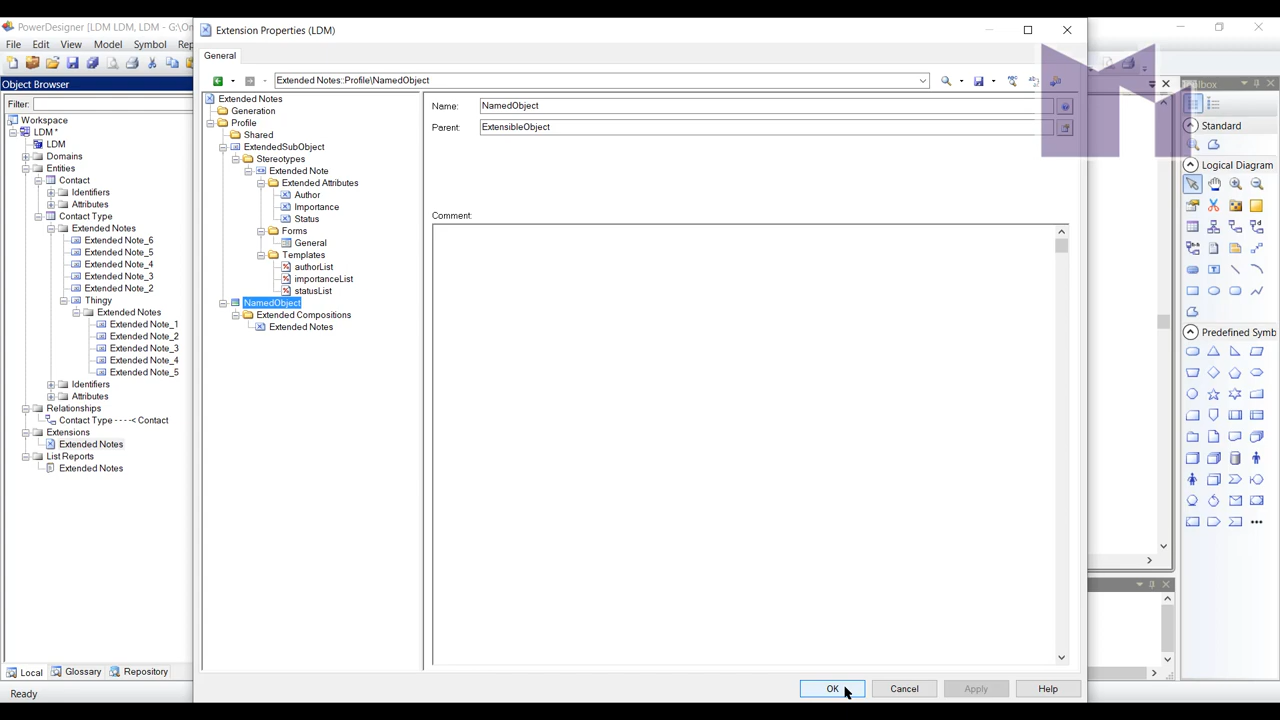 PowerDesigner [LDM LDM, LDM - G:\On
Extension Properties (LDM)
File Edit View Model Symbol Rep
General
Object Browser
Filter:
Extended Notes::Profile\NamedObject
Toolbox
Workspace
LDM *
LDM
Domains
Entities
Contact
Identifiers
Attributes
Contact Type
Extended Notes
Extended Note_6
Extended Note_5
Extended Note_4
Extended Note_3
Extended Note_2
Thingy
Extended Notes
Extended Note_1
Extended Note_2
Extended Note_3
Extended Note_4
Extended Note_5
Identifiers
Attributes
Relationships
Contact Type ----< Contact
Extensions
Extended Notes
List Reports
Extended Notes
Local Glossary Repository
Ready
Extended Notes
Generation
Profile
Shared
ExtendedSubObject
Stereotypes
Extended Note
Extended Attributes
Author
Importance
Status
Forms
General
Templates
authorList
importanceList
statusList
NamedObject
Extended Compositions
Extended Notes
Name: NamedObject
Parent: ExtensibleObject
Comment:
OK Cancel Apply Help
Standard
Logical Diagram
Predefined Symb